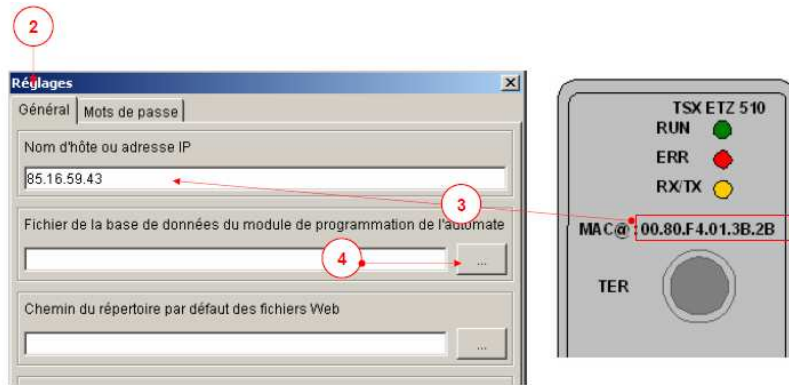 2
Réglages
Général
Mots de passe
Nom d'hôte ou adresse IP
85.16.59.43
3
Fichier de la base de données du module de programmation de l'automate
4
...
Chemin du répertoire par défaut des fichiers Web
...
TSX ETZ 510
RUN
ERR
RX/TX
MAC@ :00.80.F4.01.3B.2B
TER